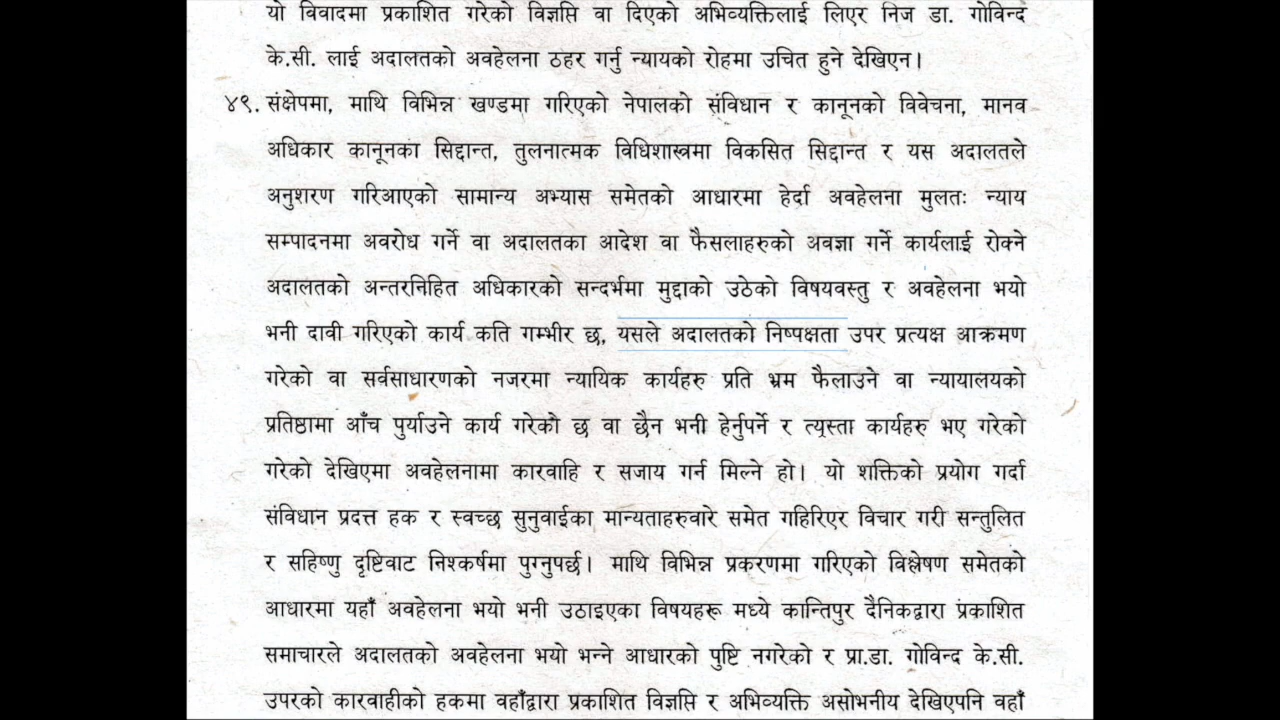 यो विवादमा प्रकाशित गरेको विज्ञप्ति वा दिएको अभिव्यक्तिलाई लिएर निज डा. गोविन्द
के.सी. लाई अदालतको अवहेलना ठहर गर्नु न्यायको रोहमा उचित हुने देखिएन।
४९. संक्षेपमा, माथि विभिन्न खण्डमा गरिएको नेपालको संविधान र कानूनको विवेचना, मानव
अधिकार कानूनका सिद्दान्त, तुलनात्मक विधिशास्त्रमा विकसित सिद्दान्त र यस अदालतले
अनुशरण गरिआएको सामान्य अभ्यास समेतको आधारमा हेर्दा अवहेलना मुलतः न्याय
सम्पादनमा अवरोध गर्ने वा अदालतका आदेश वा फैसलाहरुको अवज्ञा गर्ने कार्यलाई रोक्ने
अदालतको अन्तरनिहित अधिकारको सन्दर्भमा मुद्दाको उठेको विषयवस्तु र अवहेलना भयो
भनी दावी गरिएको कार्य कति गम्भीर छ, यसले अदालतको निष्पक्षता उपर प्रत्यक्ष आक्रमण
गरेको वा सर्वसाधारणको नजरमा न्यायिक कार्यहरु प्रति भ्रम फैलाउने वा न्यायालयको
प्रतिष्ठामा आँच पुर्याउने कार्य गरेको छ वा छैन भनी हेर्नुपर्ने र त्यस्ता कार्यहरु भए गरेको
गरेको देखिएमा अवहेलनामा कारवाहि र सजाय गर्न मिल्ने हो। यो शक्तिको प्रयोग गर्दा
संविधान प्रदत्त हक र स्वच्छ सुनुवाईका मान्यताहरुवारे समेत गहिरिएर विचार गरी सन्तुलित
र सहिष्णु दृष्टिवाट निश्कर्षमा पुग्नुपर्छ। माथि विभिन्न प्रकरणमा गरिएको विश्लेषण समेतको
आधारमा यहाँ अवहेलना भयो भनी उठाइएका विषयहरू मध्ये कान्तिपुर दैनिकद्वारा प्रकाशित
समाचारले अदालतको अवहेलना भयो भन्ने आधारको पुष्टि नगरेको र प्रा.डा. गोविन्द के.सी.
उपरको कारवाहीको हकमा वहाँद्वारा प्रकाशित विज्ञप्ति र अभिव्यक्ति असोभनीय देखिएपनि वहाँ